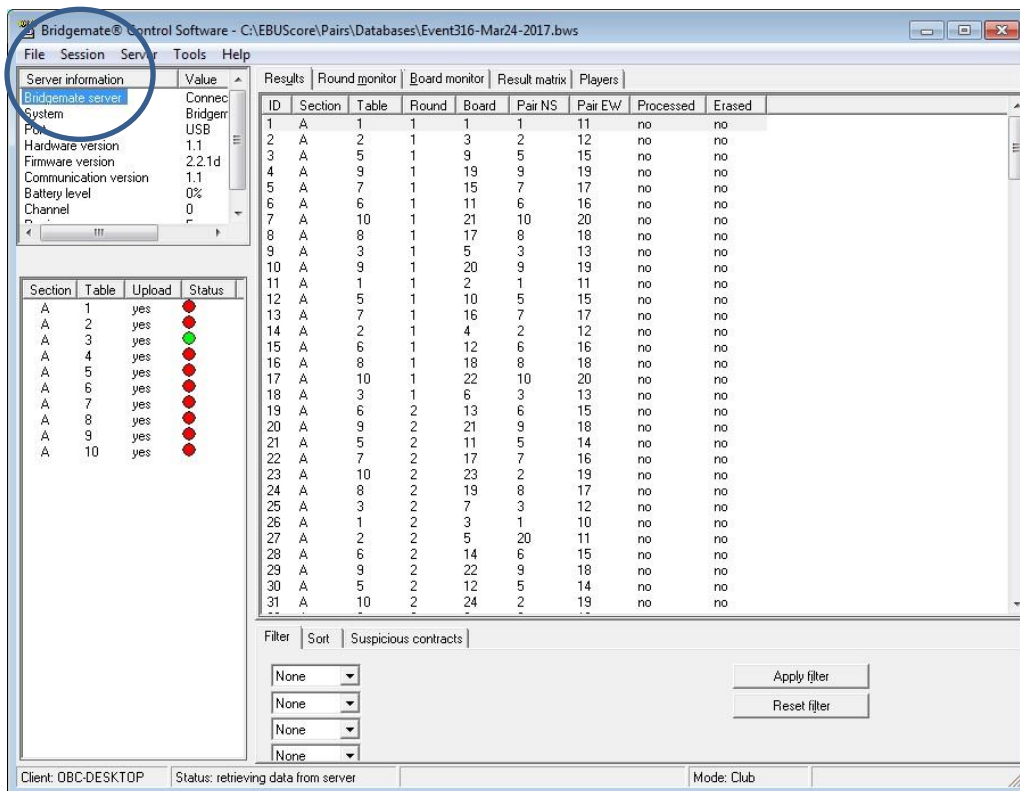 Bridgemate® Control Software - C:\EBUScore\Pairs\Databases\Event316-Mar24-2017.bws
File Session Server Tools Help
Server information Value
Bridgemate server Connec
System Bridgem
Port USB
Hardware version 1.1
Firmware version 2.2.1d
Communication version 1.1
Battery level 0%
Channel 0
Section Table Upload Status
A 1 yes
A 2 yes
A 3 yes
A 4 yes
A 5 yes
A 6 yes
A 7 yes
A 8 yes
A 9 yes
A 10 yes
Results Round monitor Board monitor Result matrix Players
ID Section Table Round Board Pair NS Pair EW Processed Erased
1 A 1 1 1 1 11 no no
2 A 2 1 3 2 12 no no
3 A 5 1 9 5 15 no no
4 A 9 1 19 9 19 no no
5 A 7 1 15 7 17 no no
6 A 6 1 11 6 16 no no
7 A 10 1 21 10 20 no no
8 A 8 1 17 8 18 no no
9 A 3 1 5 3 13 no no
10 A 9 1 20 9 19 no no
11 A 1 1 2 1 11 no no
12 A 5 1 10 5 15 no no
13 A 7 1 16 7 17 no no
14 A 2 1 4 2 12 no no
15 A 6 1 12 6 16 no no
16 A 8 1 18 8 18 no no
17 A 10 1 22 10 20 no no
18 A 3 1 6 3 13 no no
19 A 6 2 13 6 15 no no
20 A 9 2 21 9 18 no no
21 A 5 2 11 5 14 no no
22 A 7 2 17 7 16 no no
23 A 10 2 23 2 19 no no
24 A 8 2 19 8 17 no no
25 A 3 2 7 3 12 no no
26 A 1 2 3 1 10 no no
27 A 2 2 5 20 11 no no
28 A 6 2 14 6 15 no no
29 A 9 2 22 9 18 no no
30 A 5 2 12 5 14 no no
31 A 10 2 24 2 19 no no
Filter Sort Suspicious contracts
None
None
None
None
Apply filter
Reset filter
Client: OBC-DESKTOP Status: retrieving data from server Mode: Club